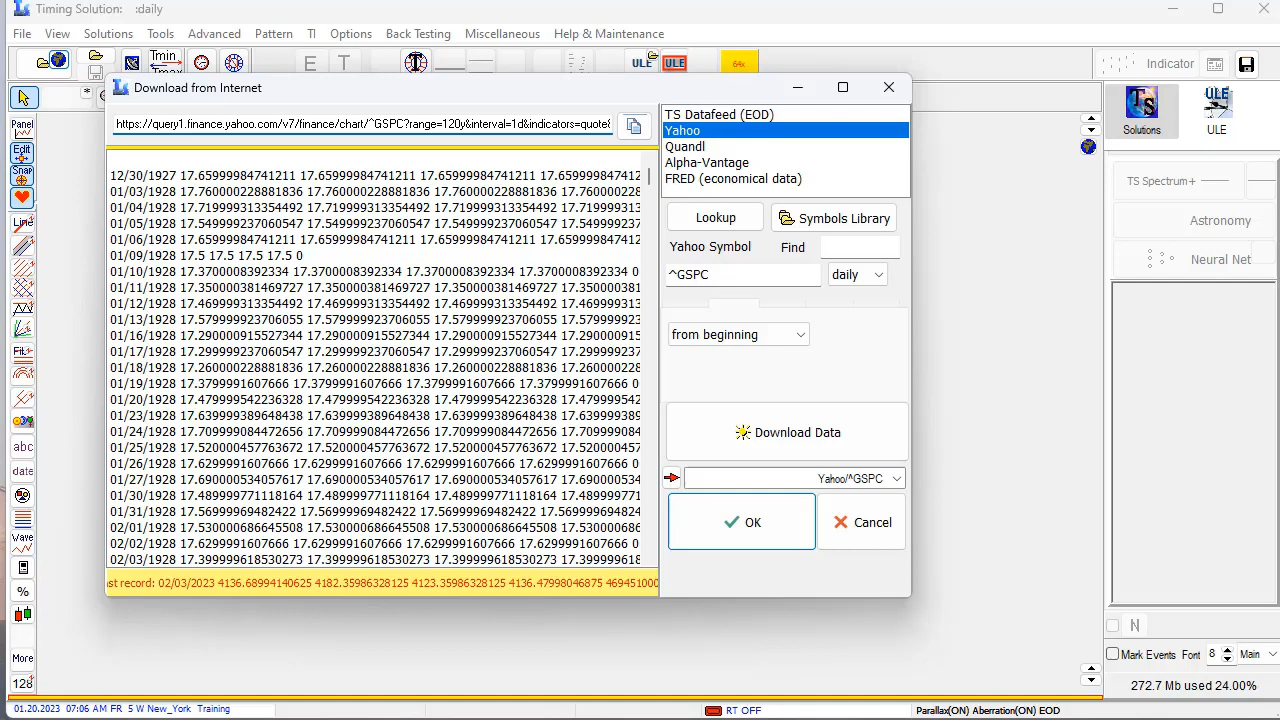 Timing Solution: :daily
File View Solutions Tools Advanced Pattern TI Options Back Testing Miscellaneous Help & Maintenance
Tmin E T T ULE ULE 64x Indicator
Download from Internet
https://query1.finance.yahoo.com/v7/finance/chart/^GSPC?range=120y&interval=1d&indicators=quote&
TS Datafeed (EOD)
Yahoo
Quandl
Alpha-Vantage
FRED (economical data)
Lookup Symbols Library
Yahoo Symbol Find
^GSPC daily
from beginning
Download Data
Yahoo/^GSPC
OK Cancel
12/30/1927 17.65999984741211 17.65999984741211 17.65999984741211 17.659999847412
01/03/1928 17.760000228881836 17.760000228881836 17.760000228881836 17.76000022
01/04/1928 17.719999313354492 17.719999313354492 17.719999313354492 17.71999931
01/05/1928 17.549999237060547 17.549999237060547 17.549999237060547 17.54999923
01/06/1928 17.65999984741211 17.65999984741211 17.65999984741211 17.659999847412
01/09/1928 17.5 17.5 17.5 17.5 0
01/10/1928 17.3700008392334 17.3700008392334 17.3700008392334 17.3700008392334 0
01/11/1928 17.350000381469727 17.350000381469727 17.350000381469727 17.35000038
01/12/1928 17.469999313354492 17.469999313354492 17.469999313354492 17.46999931
01/13/1928 17.579999923706055 17.579999923706055 17.579999923706055 17.57999992
01/16/1928 17.290000915527344 17.290000915527344 17.290000915527344 17.29000091
01/17/1928 17.299999237060547 17.299999237060547 17.299999237060547 17.29999923
01/18/1928 17.260000228881836 17.260000228881836 17.260000228881836 17.26000022
01/19/1928 17.3799991607666 17.3799991607666 17.3799991607666 17.3799991607666 0
01/20/1928 17.479999542236328 17.479999542236328 17.479999542236328 17.47999954
01/23/1928 17.639999389648438 17.639999389648438 17.639999389648438 17.63999938
01/24/1928 17.709999084472656 17.709999084472656 17.709999084472656 17.70999908
01/25/1928 17.520000457763672 17.520000457763672 17.520000457763672 17.52000045
01/26/1928 17.6299991607666 17.6299991607666 17.6299991607666 17.6299991607666 0
01/27/1928 17.690000534057617 17.690000534057617 17.690000534057617 17.69000053
01/30/1928 17.489999771118164 17.489999771118164 17.489999771118164 17.48999977
01/31/1928 17.56999969482422 17.56999969482422 17.56999969482422 17.569999694824
02/01/1928 17.530000686645508 17.530000686645508 17.530000686645508 17.53000068
02/02/1928 17.6299991607666 17.6299991607666 17.6299991607666 17.6299991607666 0
02/03/1928 17.399999618530273 17.399999618530273 17.399999618530273 17.39999961
st record: 02/03/2023 4136.68994140625 4182.35986328125 4123.35986328125 4136.47998046875 469451000
Panel
Edit
Snap
Line
Fit
abc
date
Wave
%
More
128
Solutions ULE
TS Spectrum+
Astronomy
Neural Net
N
Mark Events Font 8 Main
272.7 Mb used 24.00%
01.20.2023 07:06 AM FR 5 W New_York Training RT OFF Parallax(ON) Aberration(ON) EOD